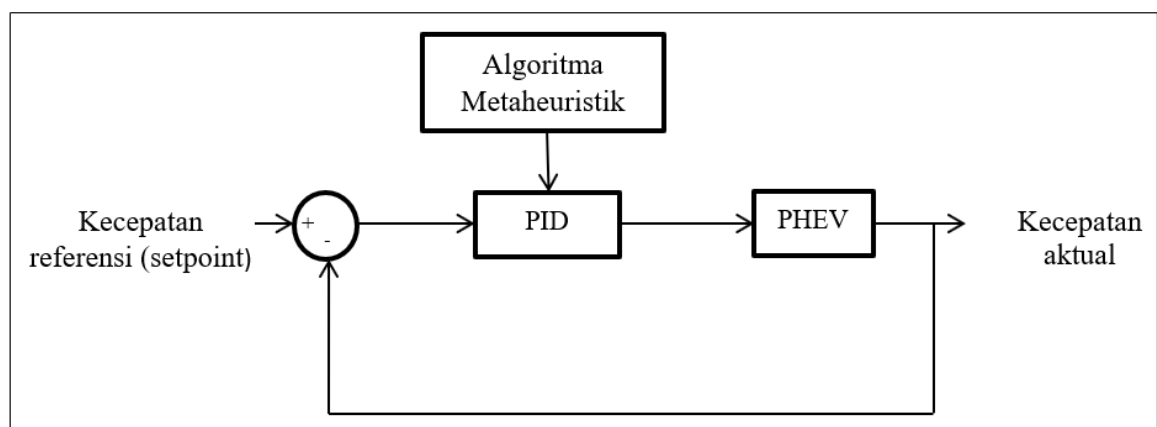 Algoritma
Metaheuristik
Kecepatan
referensi (setpoint)
+
-
PID
PHEV
Kecepatan
aktual